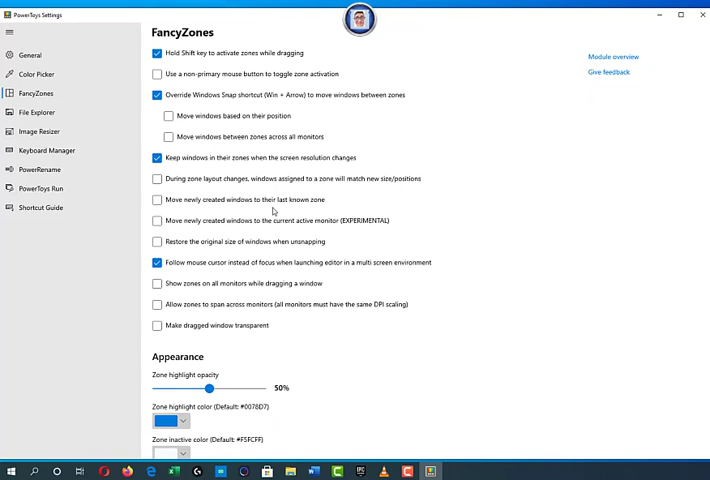 PowerToys Settings
General
Color Picker
FancyZones
File Explorer
Image Resizer
Keyboard Manager
PowerRename
PowerToys Run
Shortcut Guide
FancyZones
Hold Shift key to activate zones while dragging
Use a non-primary mouse button to toggle zone activation
Override Windows Snap shortcut (Win + Arrow) to move windows between zones
Move windows based on their position
Move windows between zones across all monitors
Keep windows in their zones when the screen resolution changes
During zone layout changes, windows assigned to a zone will match new size/positions
Move newly created windows to their last known zone
Move newly created windows to the current active monitor (EXPERIMENTAL)
Restore the original size of windows when unsnapping
Follow mouse cursor instead of focus when launching editor in a multi screen environment
Show zones on all monitors while dragging a window
Allow zones to span across monitors (all monitors must have the same DPI scaling)
Make dragged window transparent
Appearance
Zone highlight opacity
50%
Zone highlight color (Default: #0078D7)
Zone inactive color (Default: #F5FCFF)
Module overview
Give feedback